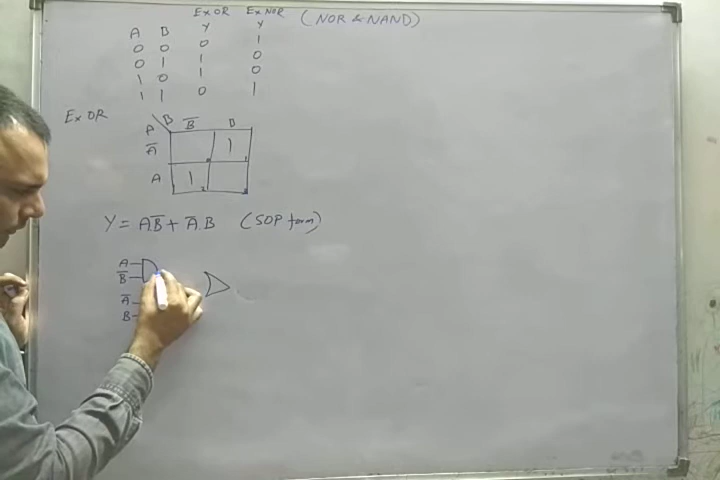 Ex OR Ex NOR (NOR & NAND)
A B Y Y
0 0 0 1
0 1 1 0
1 0 1 0
1 1 0 1
Ex OR
A B B̅ B
A̅ 1
A 1
Y = AB̅ + A̅.B (SOP form)
A
B̅
A̅
B